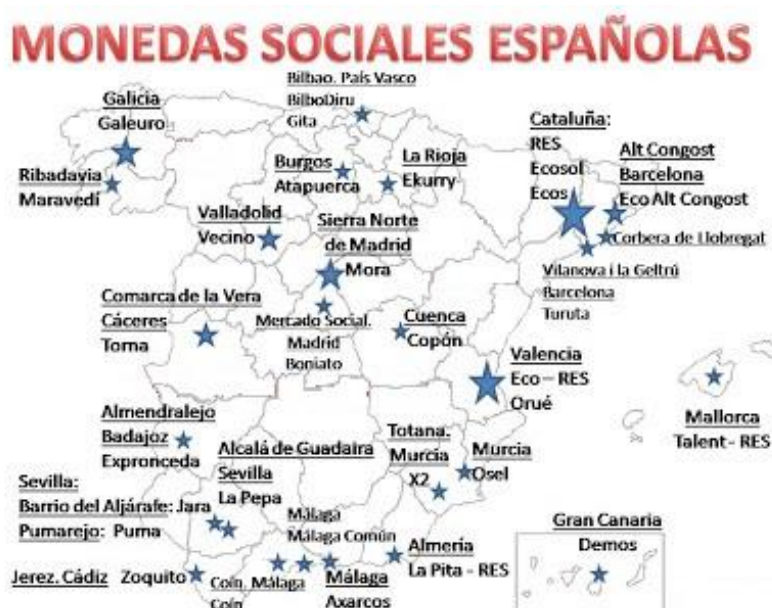 MONEDAS SOCIALES ESPAÑOLAS
Bilbao. País Vasco
BilboDiru
Gita
Galicia
Galeuro
Cataluña:
RES
Ecosol
Ecos
Alt Congost
Barcelona
Eco Alt Congost
Ribadavia
Maravedí
Burgos
Atapuerca
La Rioja
Ekurry
Valladolid
Vecino
Sierra Norte
de Madrid
Mora
Corbera de Llobregat
Vilanova i la Geltrú
Barcelona
Turuta
Comarca de la Vera
Cáceres
Torna
Mercado Social.
Madrid
Boniato
Cuenca
Copón
Valencia
Eco – RES
Orué
Mallorca
Talent - RES
Almendralejo
Badajoz
Expronceda
Alcalá de Guadaira
Sevilla
La Pepa
Totana.
Murcia
X2
Murcia
Osel
Sevilla:
Barrio del Aljárafe: Jara
Pumarejo: Puma
Málaga
Málaga Común
Almería
La Pita - RES
Gran Canaria
Demos
Jerez. Cádiz Zoquito
Coín. Málaga
Coín
Málaga
Axarcos